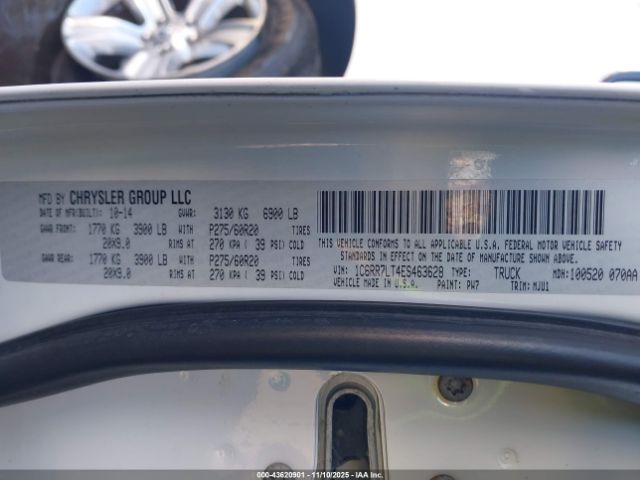 MFD BY CHRYSLER GROUP LLC
DATE OF MFR(BUILT): 10-14 GVWR: 3130 KG 6900 LB
GAWR FRONT: 1770 KG 3900 LB WITH P275/60R20 TIRES
20X9.0 RIMS AT 270 KPA ( 39 PSI) COLD
GAWR REAR: 1770 KG 3900 LB WITH P275/60R20 TIRES
20X9.0 RIMS AT 270 KPA ( 39 PSI) COLD
THIS VEHICLE CONFORMS TO ALL APPLICABLE U.S.A. FEDERAL MOTOR VEHICLE SAFETY
STANDARDS IN EFFECT ON THE DATE OF MANUFACTURE SHOWN ABOVE.
VIN: 1C6RR7LT4ES463629 TYPE: TRUCK MDH: 100520 070AA
VEHICLE MADE IN U.S.A. PAINT: PW7 TRIM: MJU1
000-43620901 - 11/10/2025 - IAAI Branding